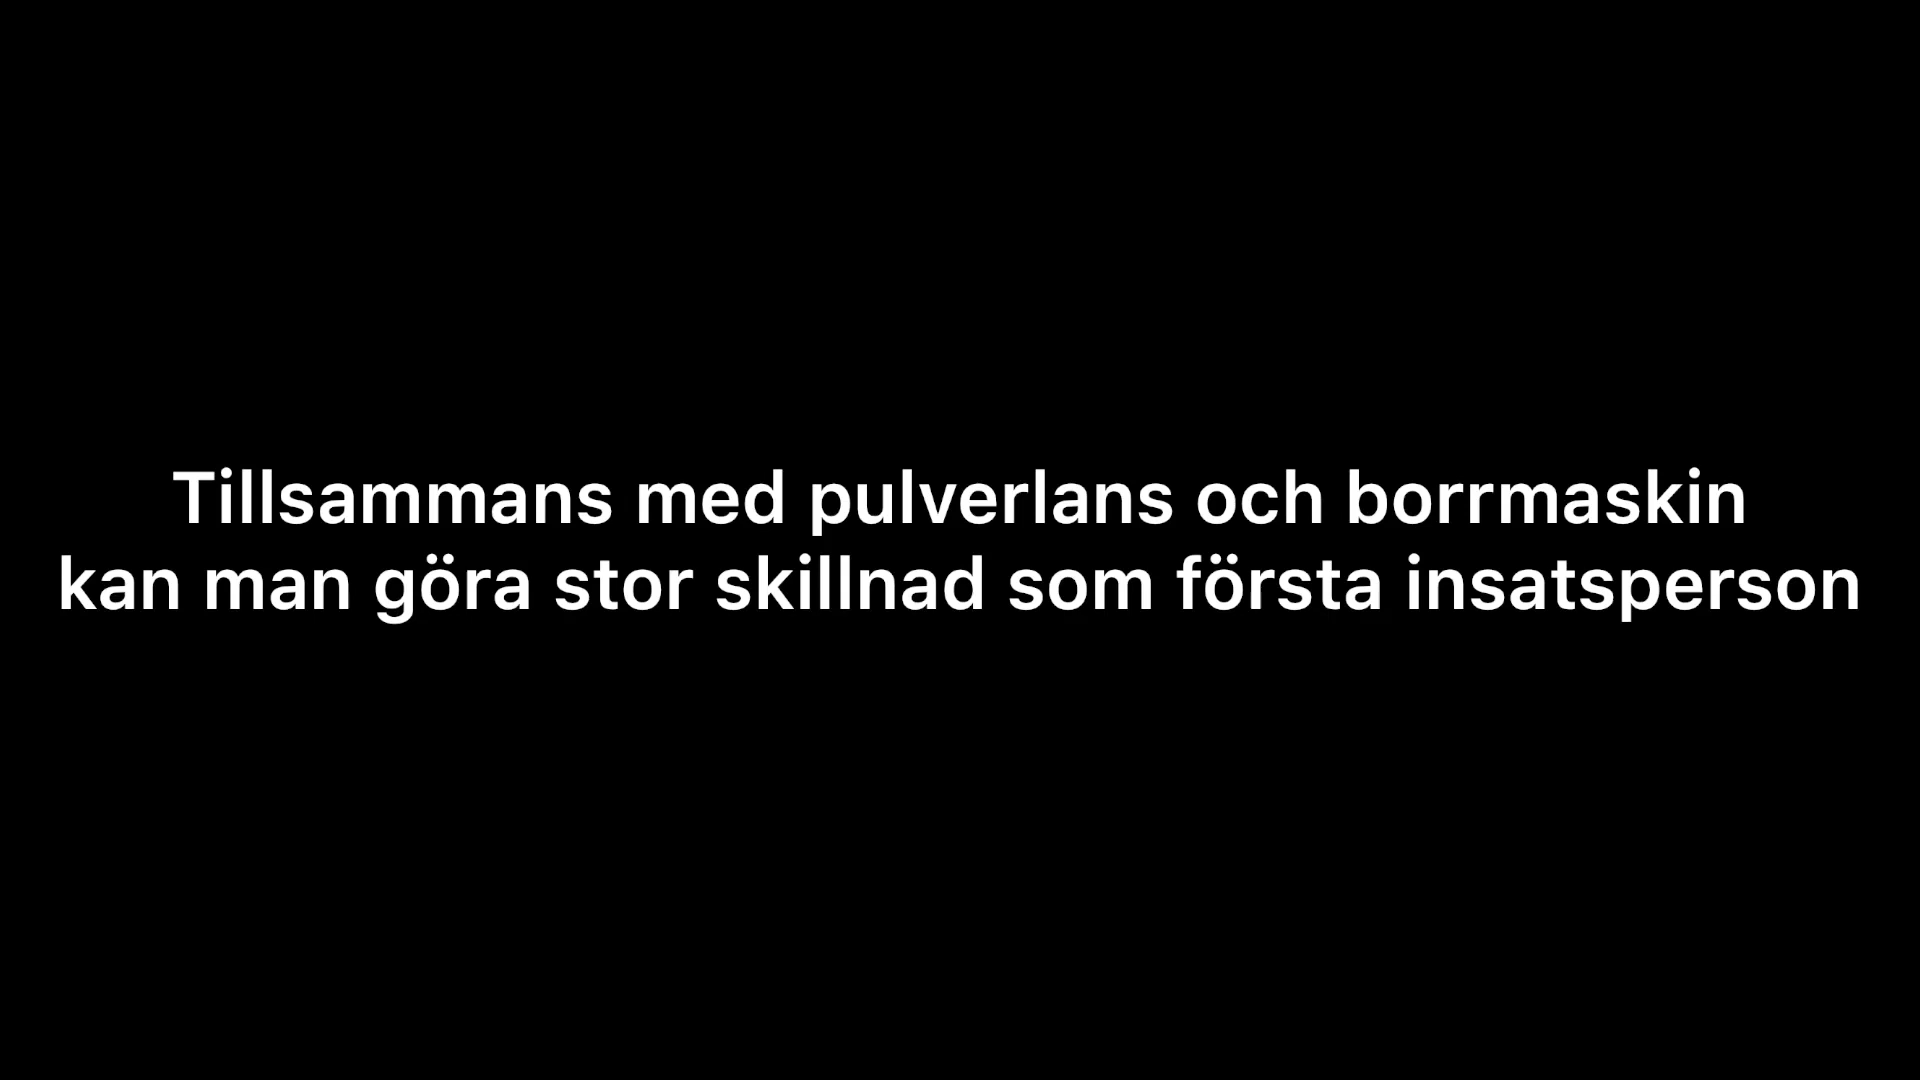 Tillsammans med pulverlans och borrmaskin
kan man göra stor skillnad som första insatsperson